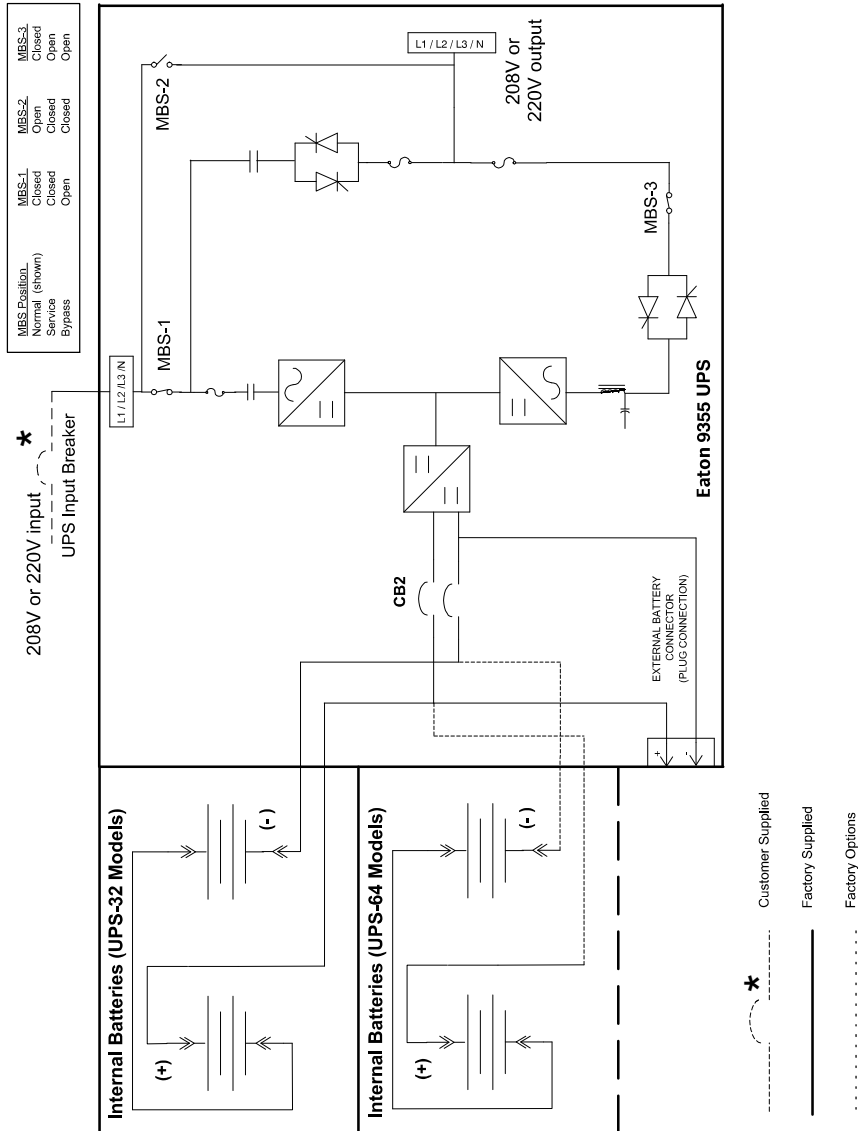 MBS Position MBS-1 MBS-2 MBS-3
Normal (shown) Closed Open Closed
Service Closed Closed Open
Bypass Open Closed Open
208V or 220V input
*
UPS Input Breaker
L1 / L2 /L3 /N
MBS-1
MBS-2
L1 / L2 / L3 / N
208V or
220V output
MBS-3
Eaton 9355 UPS
CB2
EXTERNAL BATTERY
CONNECTOR
(PLUG CONNECTION)
+
-
Internal Batteries (UPS-32 Models)
(+)
(-)
Internal Batteries (UPS-64 Models)
(+)
(-)
*
Customer Supplied
Factory Supplied
Factory Options